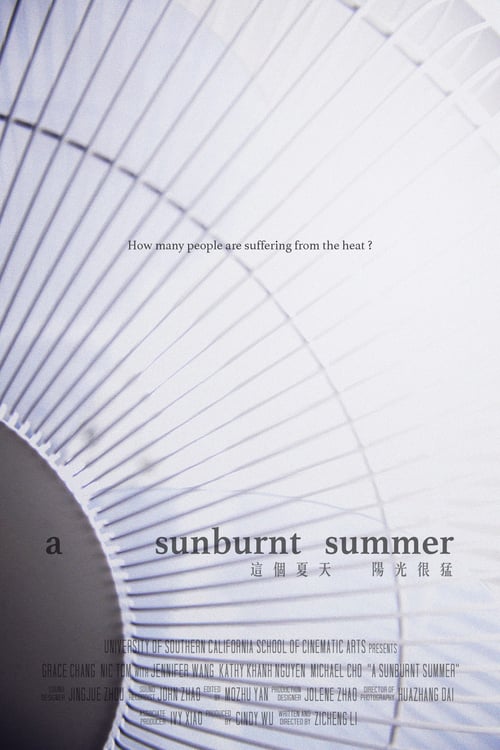 How many people are suffering from the heat ?
a sunburnt summer
這個夏天 陽光很猛
UNIVERSITY OF SOUTHERN CALIFORNIA SCHOOL OF CINEMATIC ARTS PRESENTS
GRACE CHANG NIC TOM WITH JENNIFER WANG KATHY KHANH NGUYEN MICHAEL CHO "A SUNBURNT SUMMER"
SOUND DESIGNER JINGJUE ZHOU SOUND JOHN ZHAO EDITED BY MOZHU YAN PRODUCTION DESIGNER JOLENE ZHAO DIRECTOR OF PHOTOGRAPHY HUAZHANG DAI
ASSOCIATE PRODUCER IVY XIAO PRODUCED BY CINDY WU WRITTEN AND DIRECTED BY ZICHENG LI